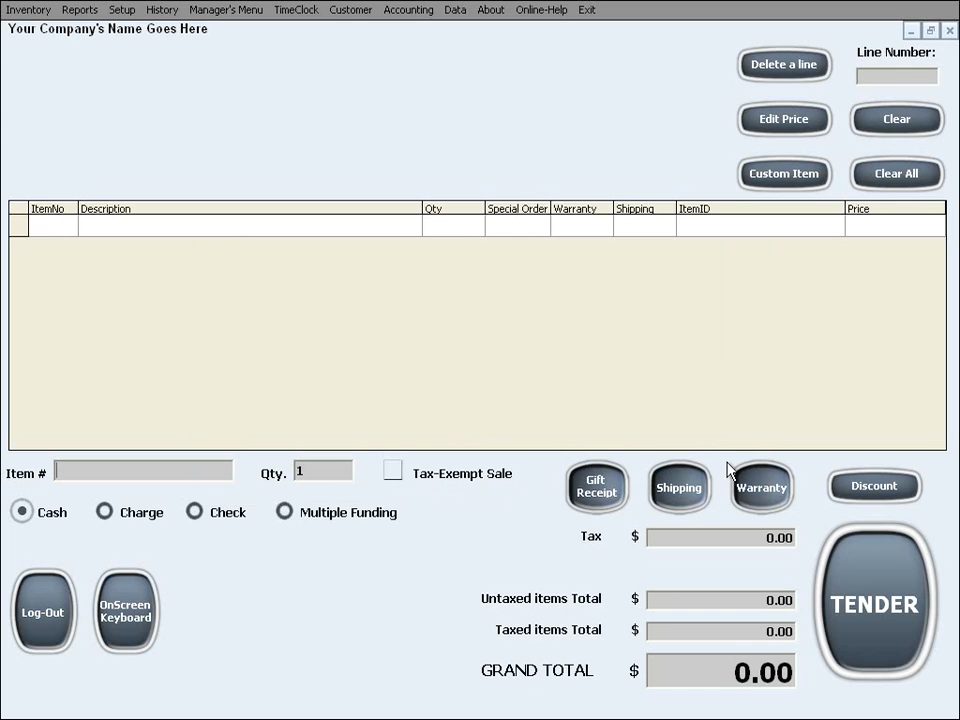 Inventory Reports Setup History Manager's Menu TimeClock Customer Accounting Data About Online-Help Exit
Your Company's Name Goes Here
Line Number:
Delete a line
Edit Price Clear
Custom Item Clear All
ItemNo Description Qty Special Order Warranty Shipping ItemID Price
Item # Qty. 1 Tax-Exempt Sale
Gift
Receipt
Shipping Warranty Discount
Cash Charge Check Multiple Funding
Tax $ 0.00
Log-Out
OnScreen
Keyboard
Untaxed items Total $ 0.00
Taxed items Total $ 0.00
GRAND TOTAL $ 0.00
TENDER